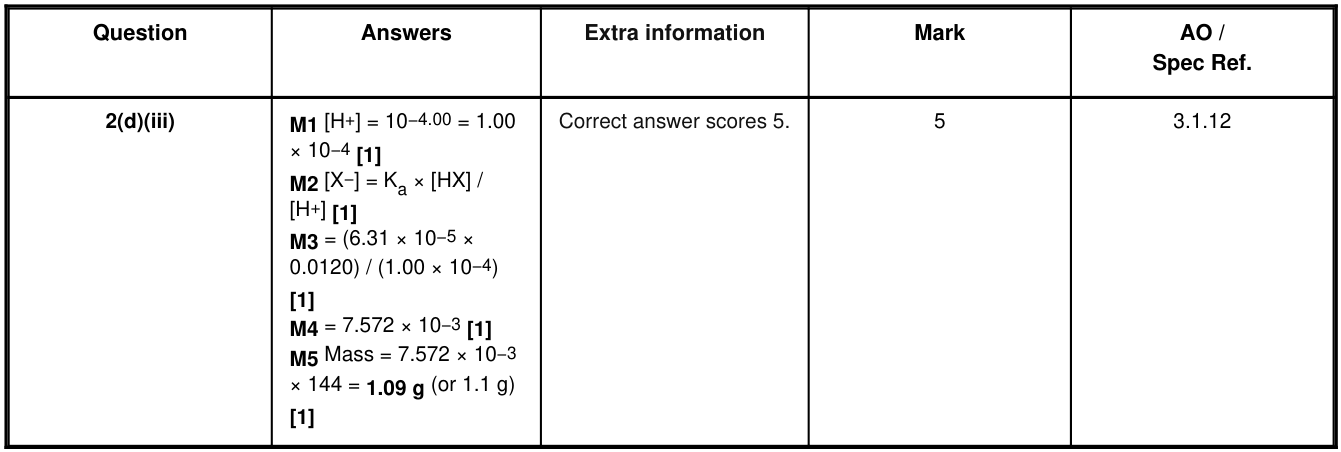 Question Answers Extra information Mark AO /
Spec Ref.
2(d)(iii) M1 [H+] = 10–4.00 = 1.00 Correct answer scores 5. 5 3.1.12
× 10–4 [1]
M2 [X–] = Ka × [HX] /
[H+] [1]
M3 = (6.31 × 10–5 ×
0.0120) / (1.00 × 10–4)
[1]
M4 = 7.572 × 10–3 [1]
M5 Mass = 7.572 × 10–3
× 144 = 1.09 g (or 1.1 g)
[1]